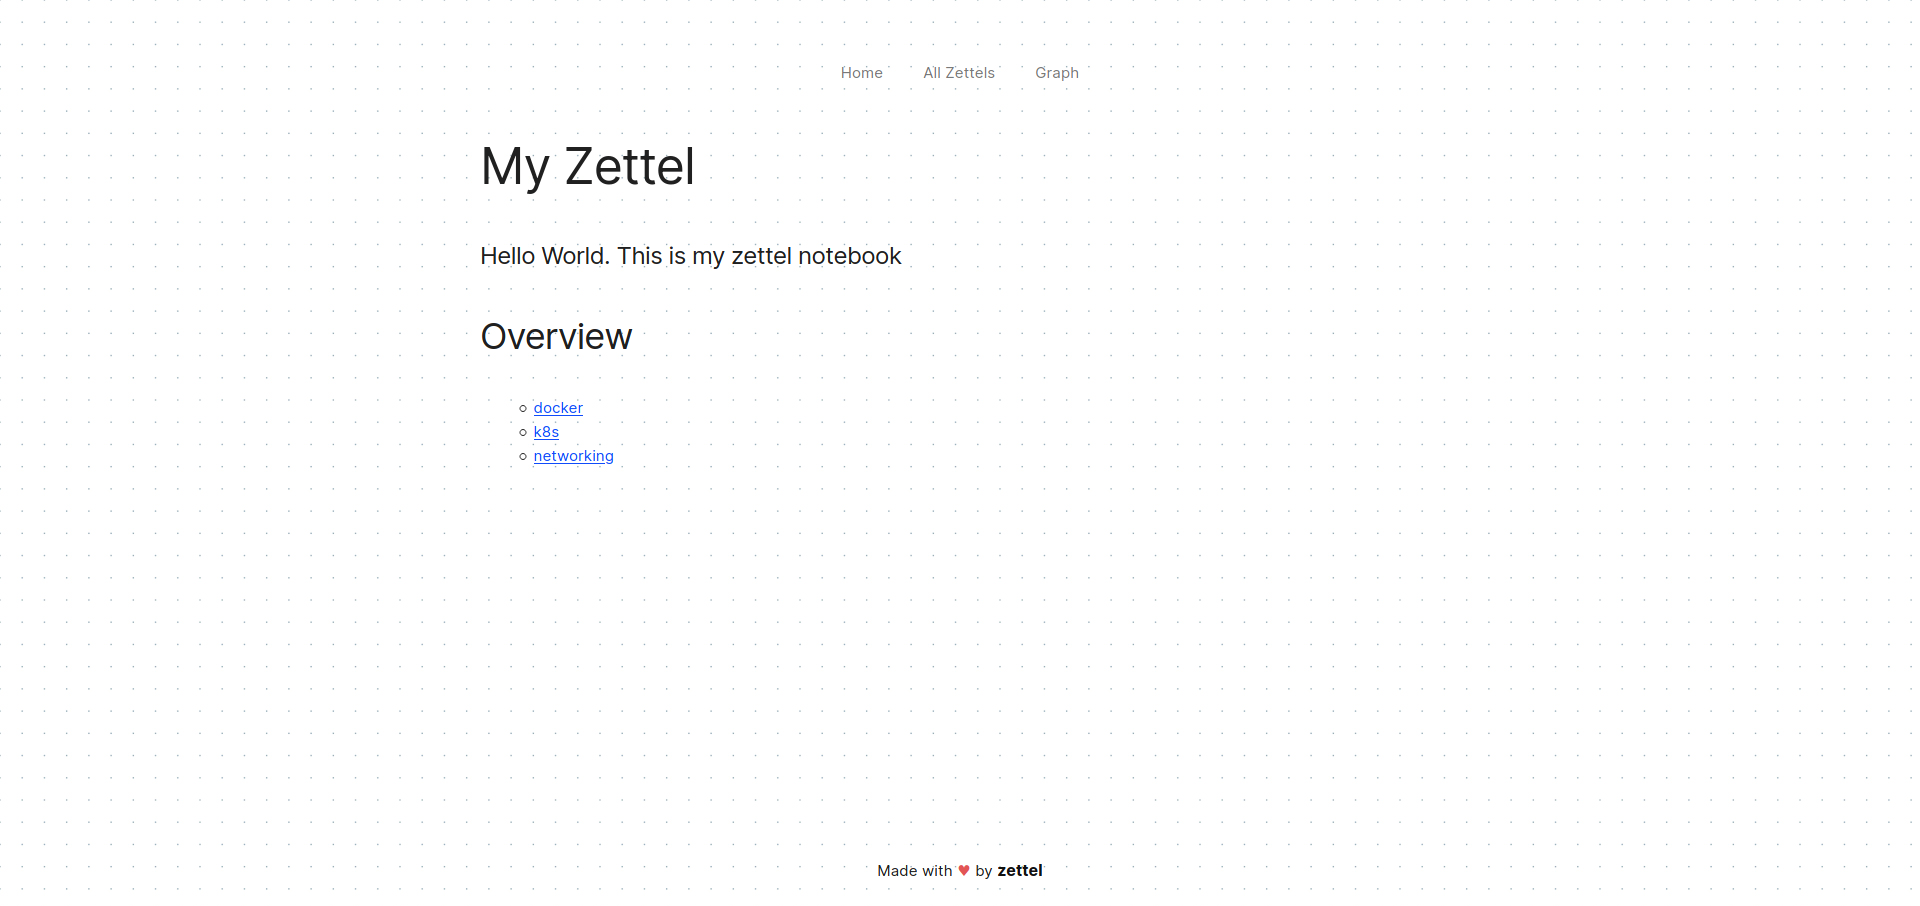 Home All Zettels Graph
My Zettel
Hello World. This is my zettel notebook
Overview
docker
k8s
networking
Made with ♥ by zettel